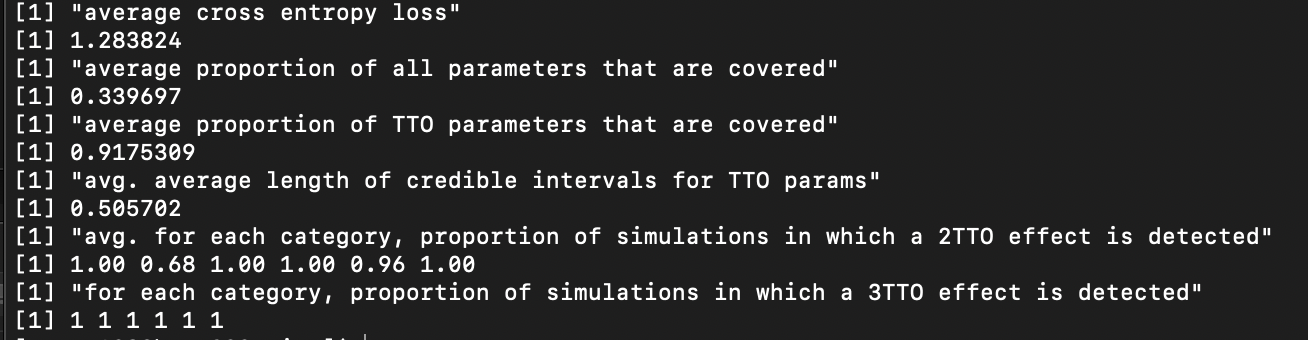 [1] "average cross entropy loss"
[1] 1.283824
[1] "average proportion of all parameters that are covered"
[1] 0.339697
[1] "average proportion of TTO parameters that are covered"
[1] 0.9175309
[1] "avg. average length of credible intervals for TTO params"
[1] 0.505702
[1] "avg. for each category, proportion of simulations in which a 2TTO effect is detected"
[1] 1.00 0.68 1.00 1.00 0.96 1.00
[1] "for each category, proportion of simulations in which a 3TTO effect is detected"
[1] 1 1 1 1 1 1